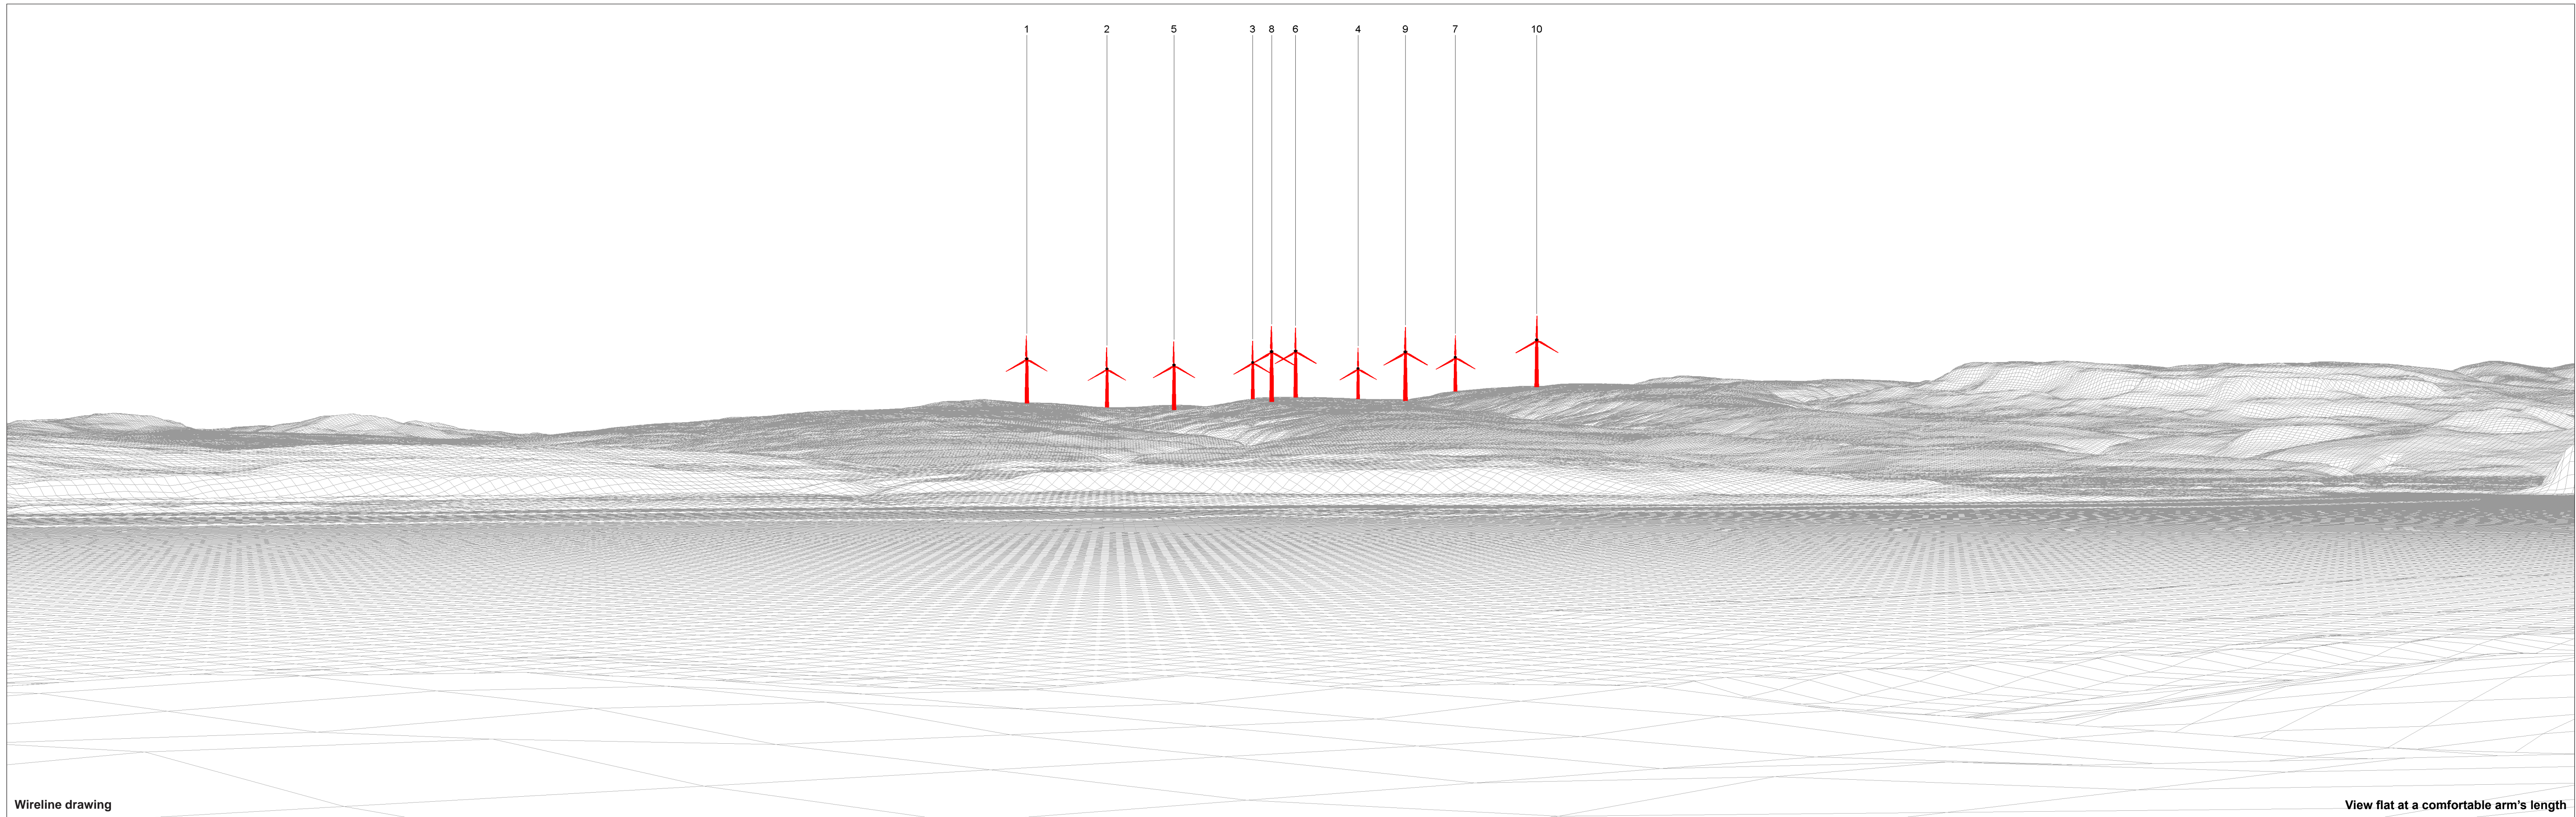 1 2 5 3 8 6 4 9 7 10
Wireline drawing
View flat at a comfortable arm’s length